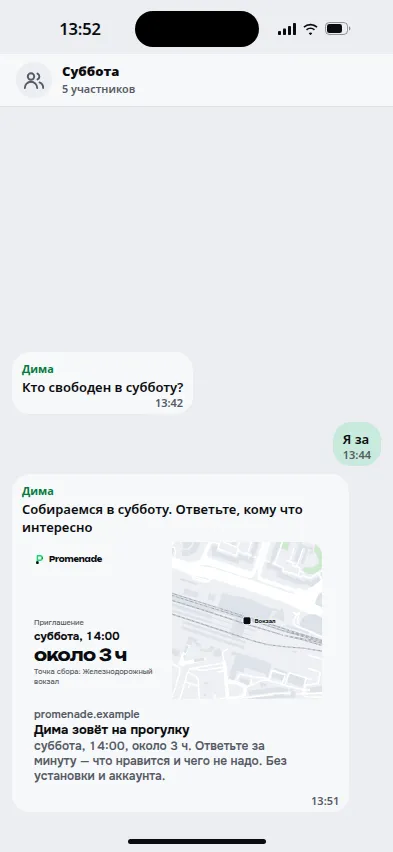 13:52
Суббота
5 участников
Дима
Кто свободен в субботу?
13:42
Я за
13:44
Дима
Собираемся в субботу. Ответьте, кому что
интересно
Promenade
Приглашение
суббота, 14:00
около 3 ч
Точка сбора: Железнодорожный
вокзал
Вокзал
promenade.example
Дима зовёт на прогулку
суббота, 14:00, около 3 ч. Ответьте за
минуту — что нравится и чего не надо. Без
установки и аккаунта.
13:51